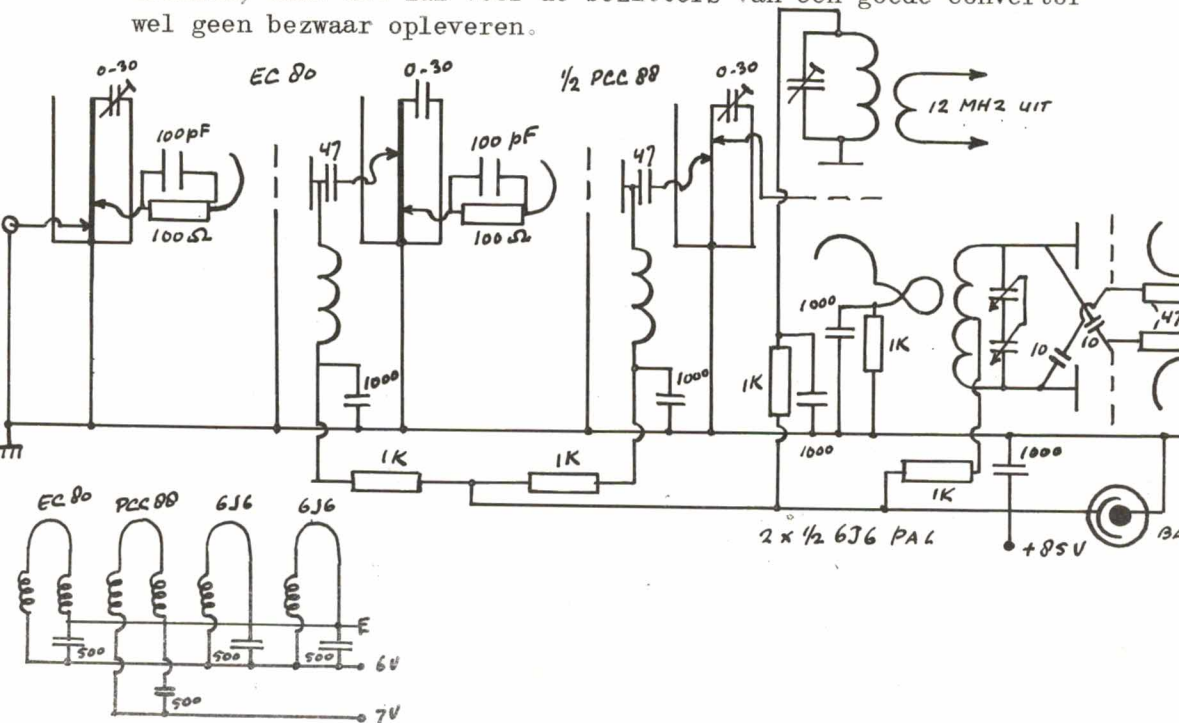 wel geen bezwaar opleveren.
0-30
EC 80
0-30
½ PCC 88
0-30
12 MHZ UIT
100pF
47
100 pF
47
100Ω
100Ω
1000
1K
47
10
10
1000
1000
1K
1000
1K
1K
1000
1K
2 x ½ 6J6 PAL
+85V
EC 80
PCC 88
6J6
6J6
E
500
500
500
6V
500
7V